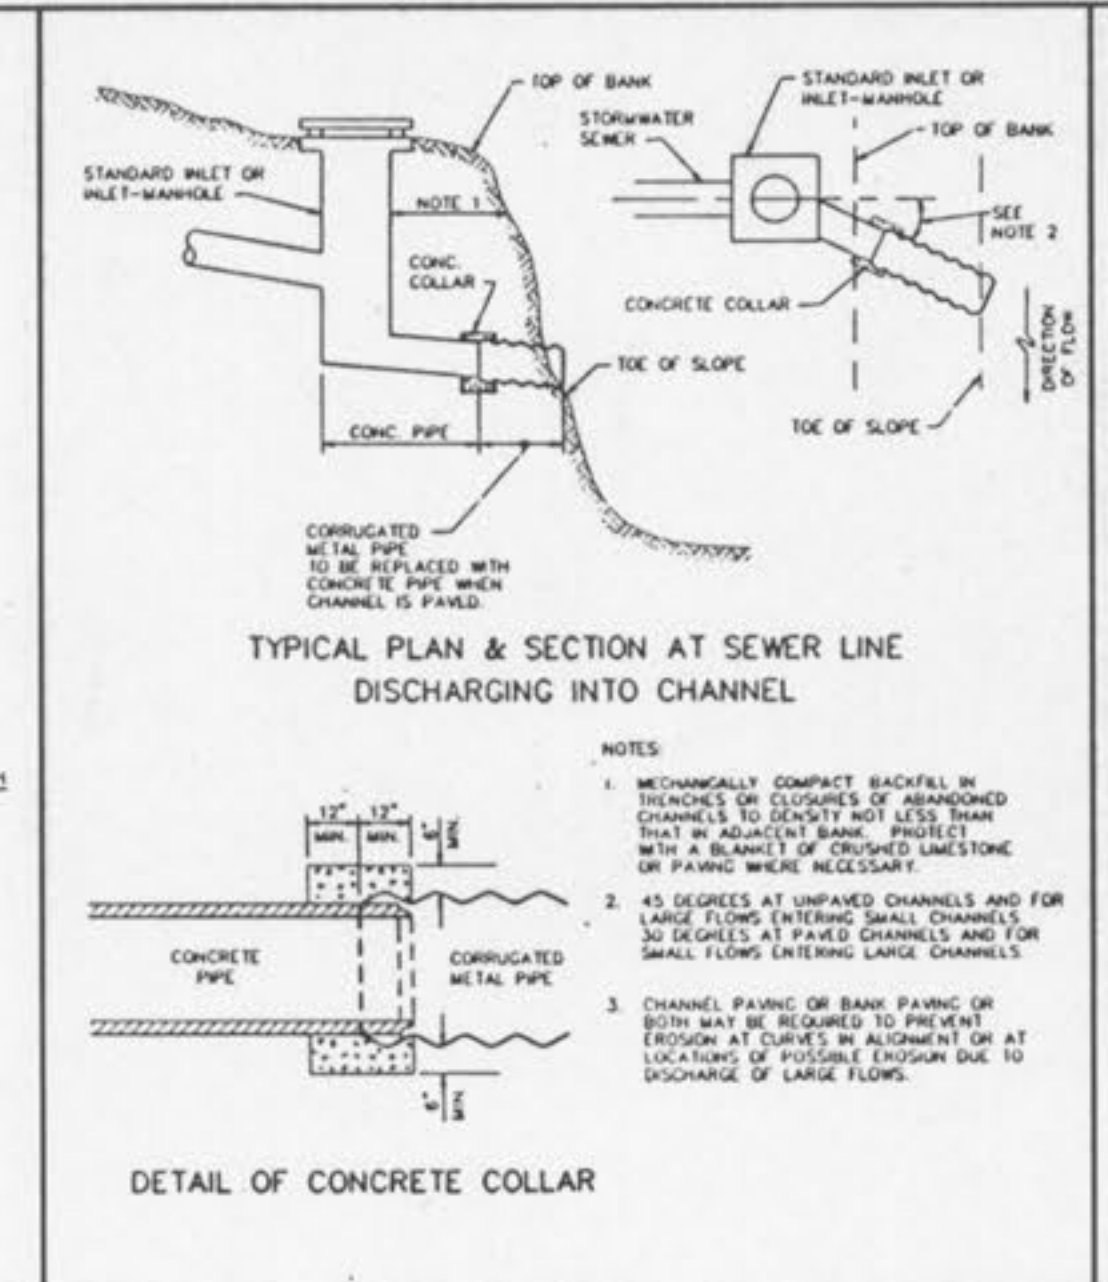 TOP OF BANK
STANDARD INLET OR
INLET-MANHOLE
STORMWATER
SEWER
TOP OF BANK
STANDARD INLET OR
INLET-MANHOLE
NOTE 1
SEE
NOTE 2
CONC.
COLLAR
CONCRETE COLLAR
DIRECTION
OF FLOW
TOE OF SLOPE
TOE OF SLOPE
CONC. PIPE
CORRUGATED
METAL PIPE
TO BE REPLACED WITH
CONCRETE PIPE WHEN
CHANNEL IS PAVED.
TYPICAL PLAN & SECTION AT SEWER LINE
DISCHARGING INTO CHANNEL
NOTES:
1. MECHANICALLY COMPACT BACKFILL IN
TRENCHES OR CLOSURES OF ABANDONED
CHANNELS TO DENSITY NOT LESS THAN
THAT IN ADJACENT BANK. PROTECT
WITH A BLANKET OF CRUSHED LIMESTONE
OR PAVING WHERE NECESSARY.
2. 45 DEGREES AT UNPAVED CHANNELS AND FOR
LARGE FLOWS ENTERING SMALL CHANNELS
30 DEGREES AT PAVED CHANNELS AND FOR
SMALL FLOWS ENTERING LARGE CHANNELS
3. CHANNEL PAVING OR BANK PAVING OR
BOTH MAY BE REQUIRED TO PREVENT
EROSION AT CURVES IN ALIGNMENT OR AT
LOCATIONS OF POSSIBLE EROSION DUE TO
DISCHARGE OF LARGE FLOWS.
12" 12"
MIN. MIN.
6"
MIN.
CONCRETE
PIPE
CORRUGATED
METAL PIPE
6"
MIN
DETAIL OF CONCRETE COLLAR